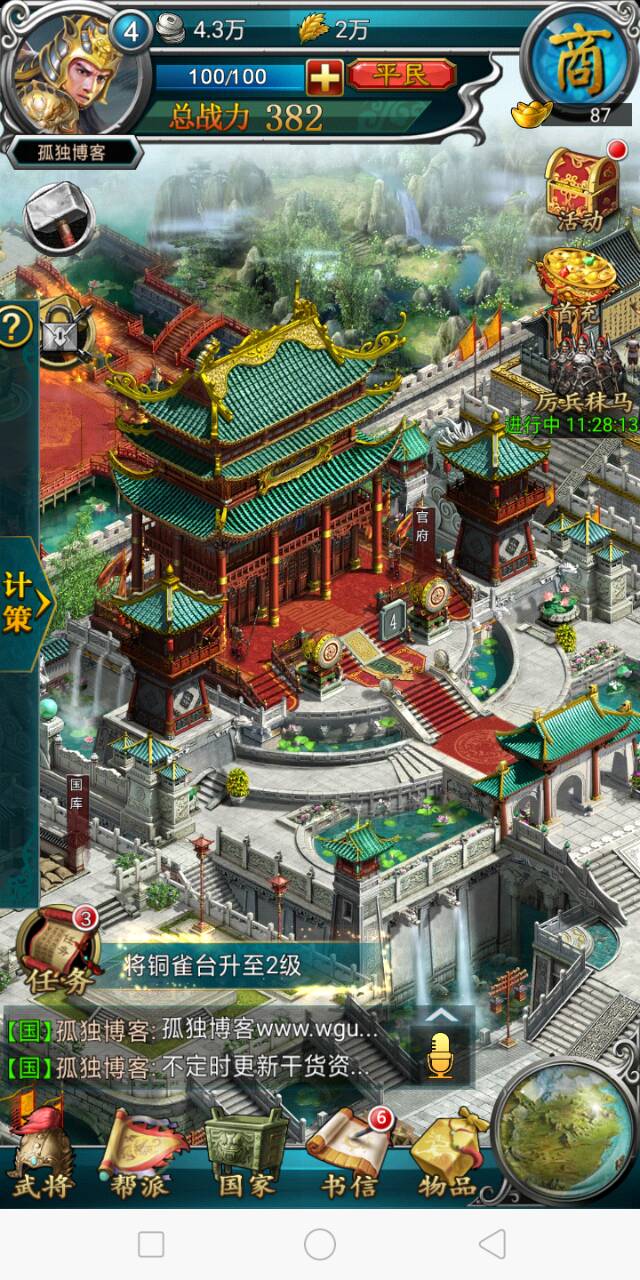 4
4.3万
2万
商
100/100
平民
总战力 382
87
孤独博客
活动
首充
?
厉兵秣马
进行中 11:28:13
官府
4
计策
国库
3
任务
任务
将铜雀台升至2级
【国】孤独博客:孤独博客www.wgu...
【国】孤独博客:不定时更新干货资...
6
武将
帮派
国家
书信
物品